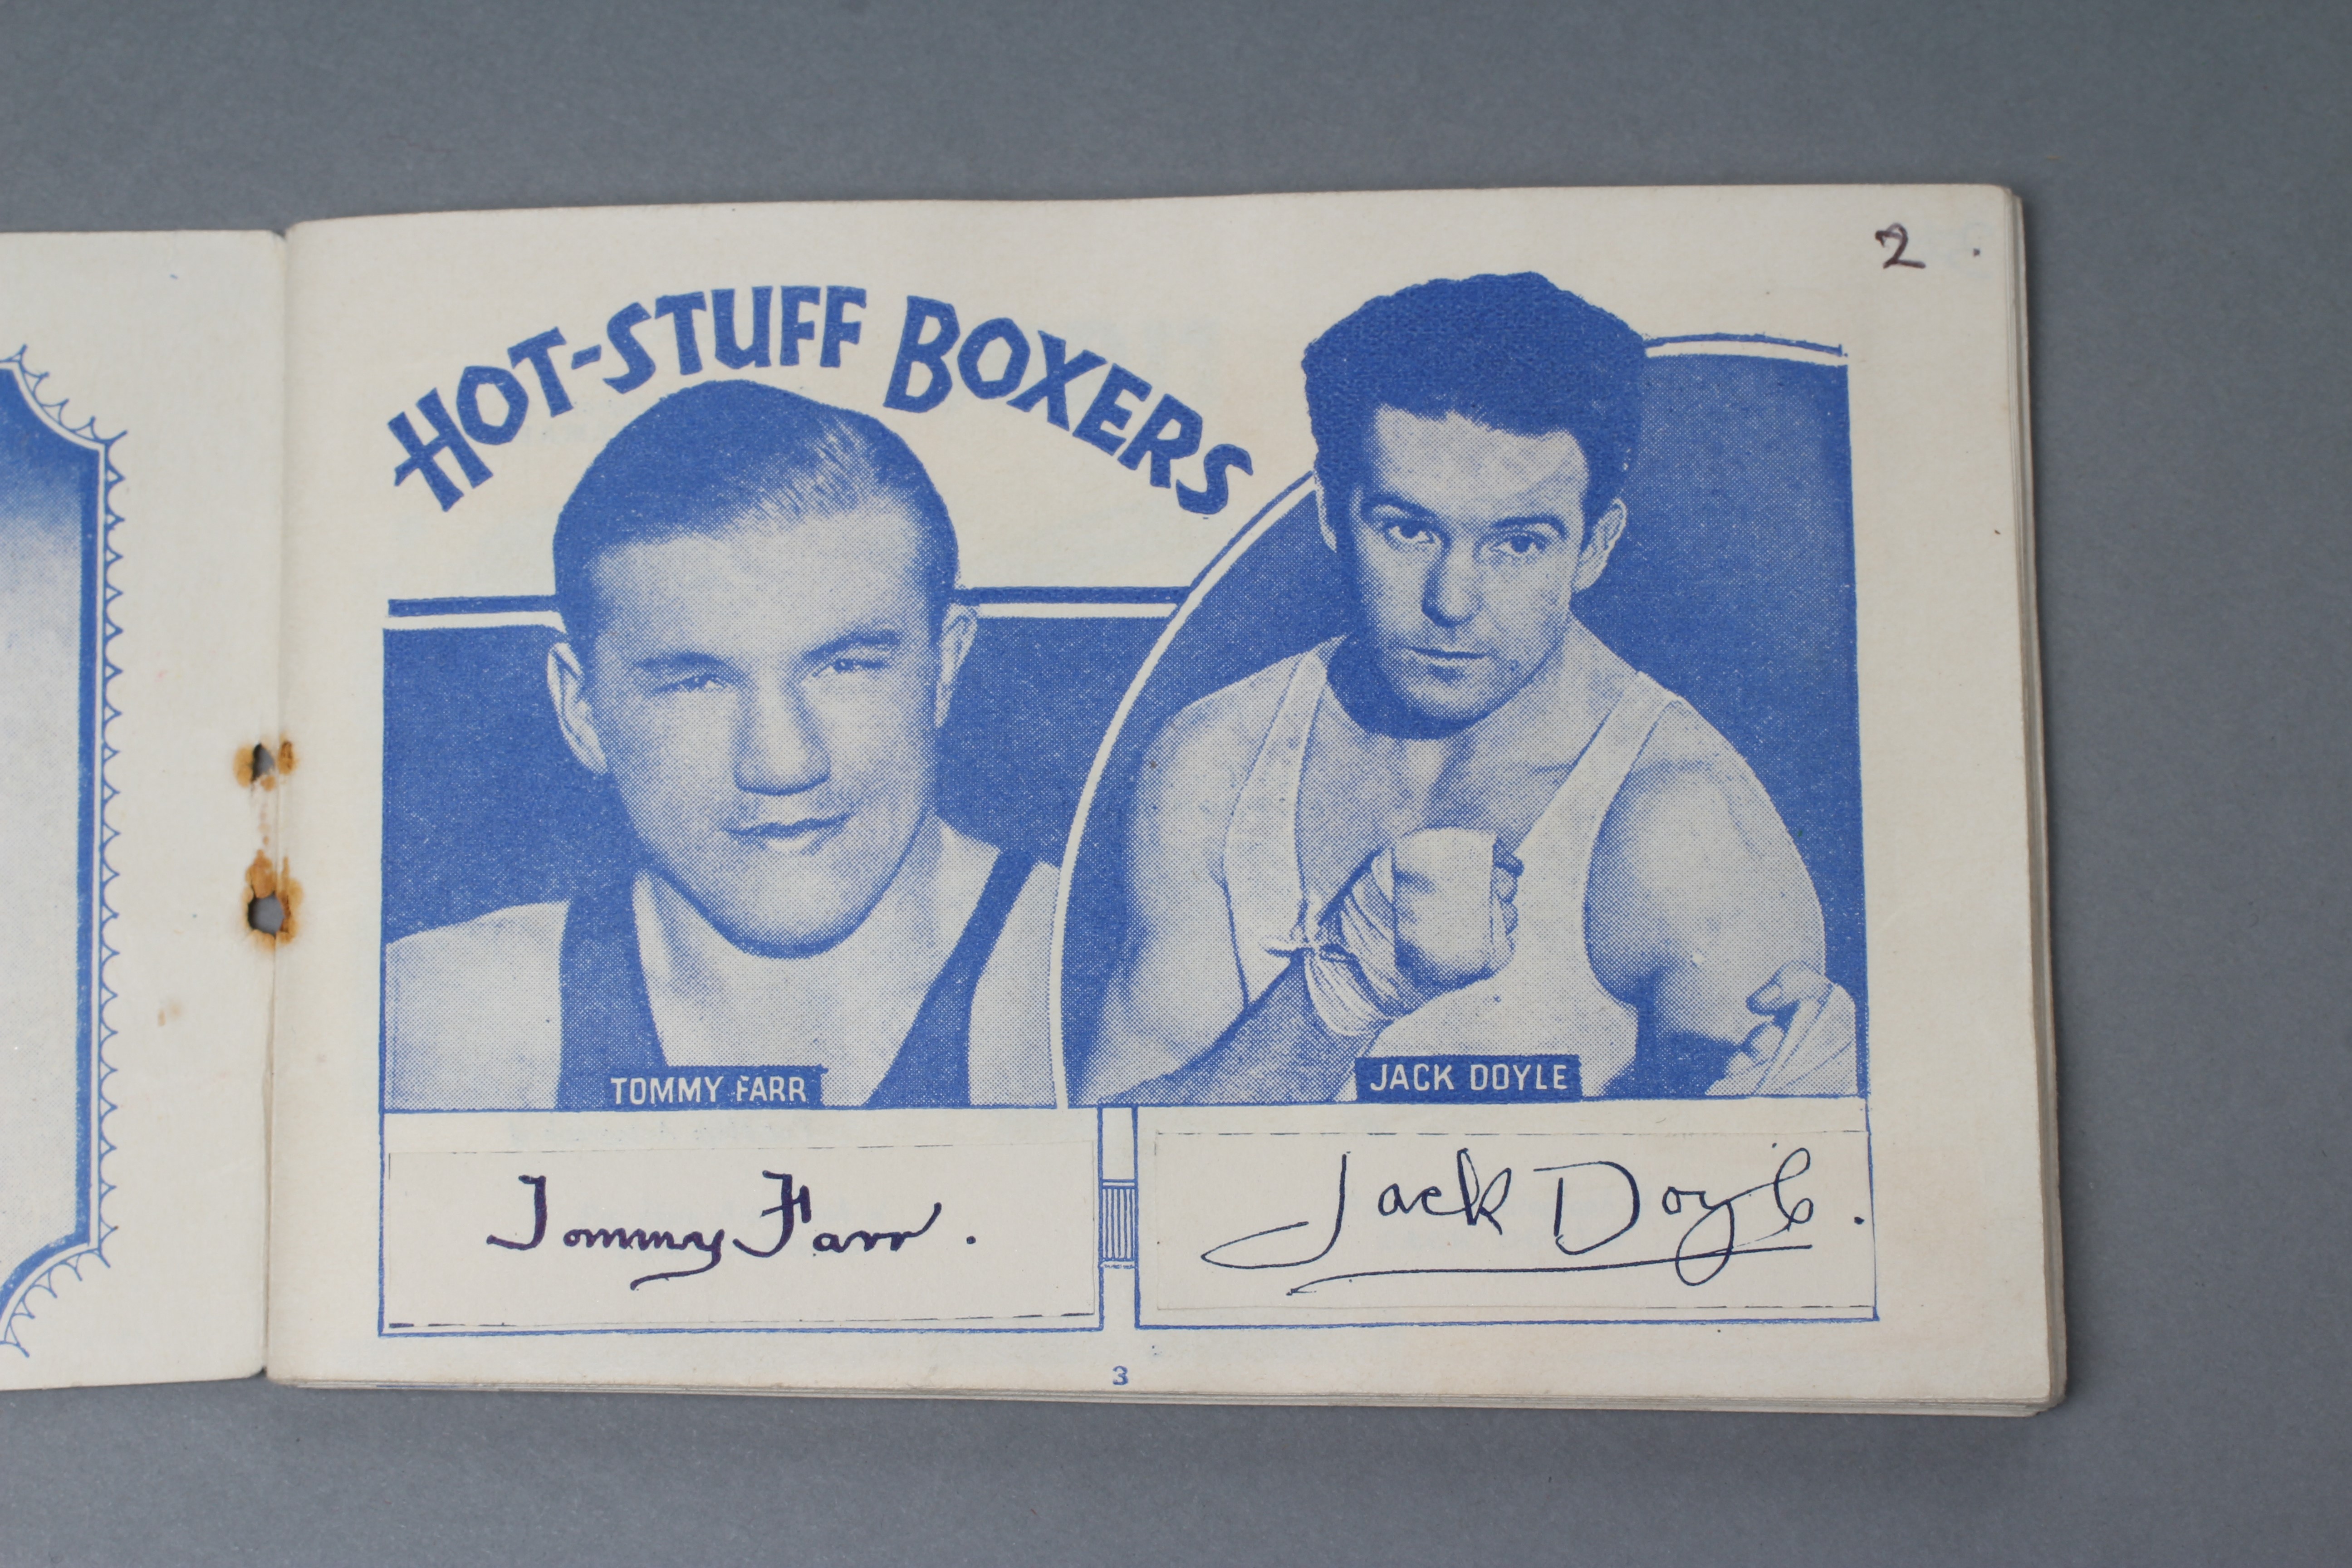 2.
HOT-STUFF BOXERS
TOMMY FARR
JACK DOYLE
Tommy Farr.
Jack Doyle.
3